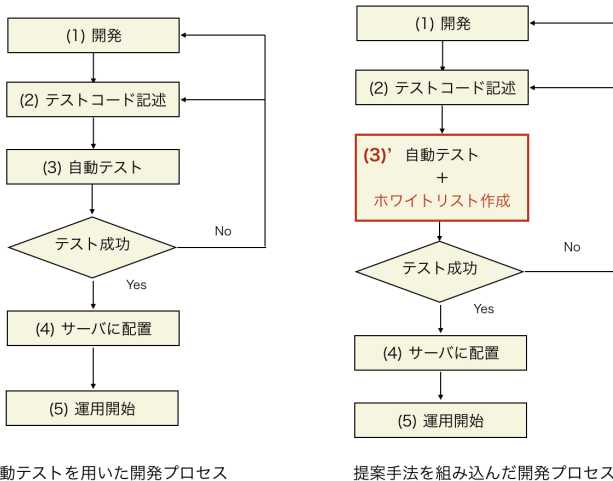 (1) 開発
(2) テストコード記述
(3) 自動テスト
テスト成功
No
Yes
(4) サーバに配置
(5) 運用開始
動テストを用いた開発プロセス
(1) 開発
(2) テストコード記述
(3)’ 自動テスト
+
ホワイトリスト作成
テスト成功
No
Yes
(4) サーバに配置
(5) 運用開始
提案手法を組み込んだ開発プロセス